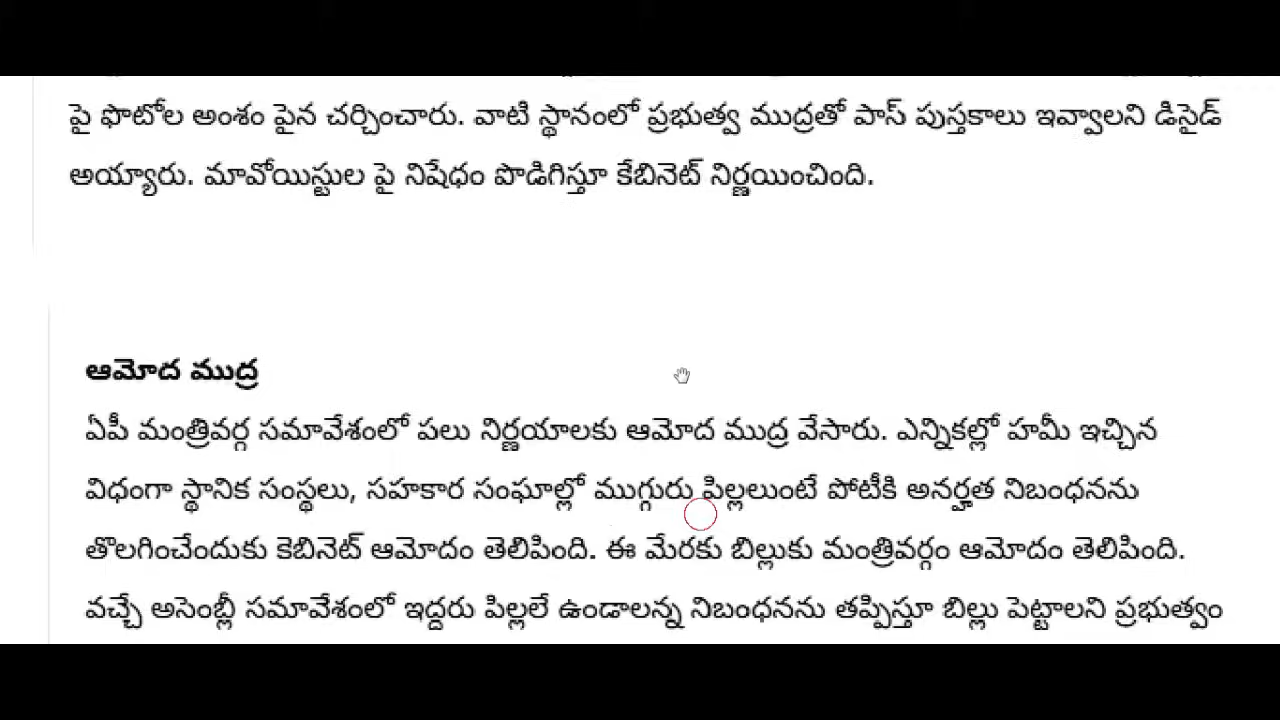 పై ఫొటోల అంశం పైన చర్చించారు. వాటి స్థానంలో ప్రభుత్వ ముద్రతో పాస్ పుస్తకాలు ఇవ్వాలని డిసైడ్
అయ్యారు. మావోయిస్టుల పై నిషేధం పొడిగిస్తూ కేబినెట్ నిర్ణయించింది.
ఆమోద ముద్ర
ఏపీ మంత్రివర్గ సమావేశంలో పలు నిర్ణయాలకు ఆమోద ముద్ర వేసారు. ఎన్నికల్లో హమీ ఇచ్చిన
విధంగా స్థానిక సంస్థలు, సహకార సంఘాల్లో ముగ్గురు పిల్లలుంటే పోటీకి అనర్హత నిబంధనను
తొలగించేందుకు కెబినెట్ ఆమోదం తెలిపింది. ఈ మేరకు బిల్లుకు మంత్రివర్గం ఆమోదం తెలిపింది.
వచ్చే అసెంబ్లీ సమావేశంలో ఇద్దరు పిల్లలే ఉండాలన్న నిబంధనను తప్పిస్తూ బిల్లు పెట్టాలని ప్రభుత్వం